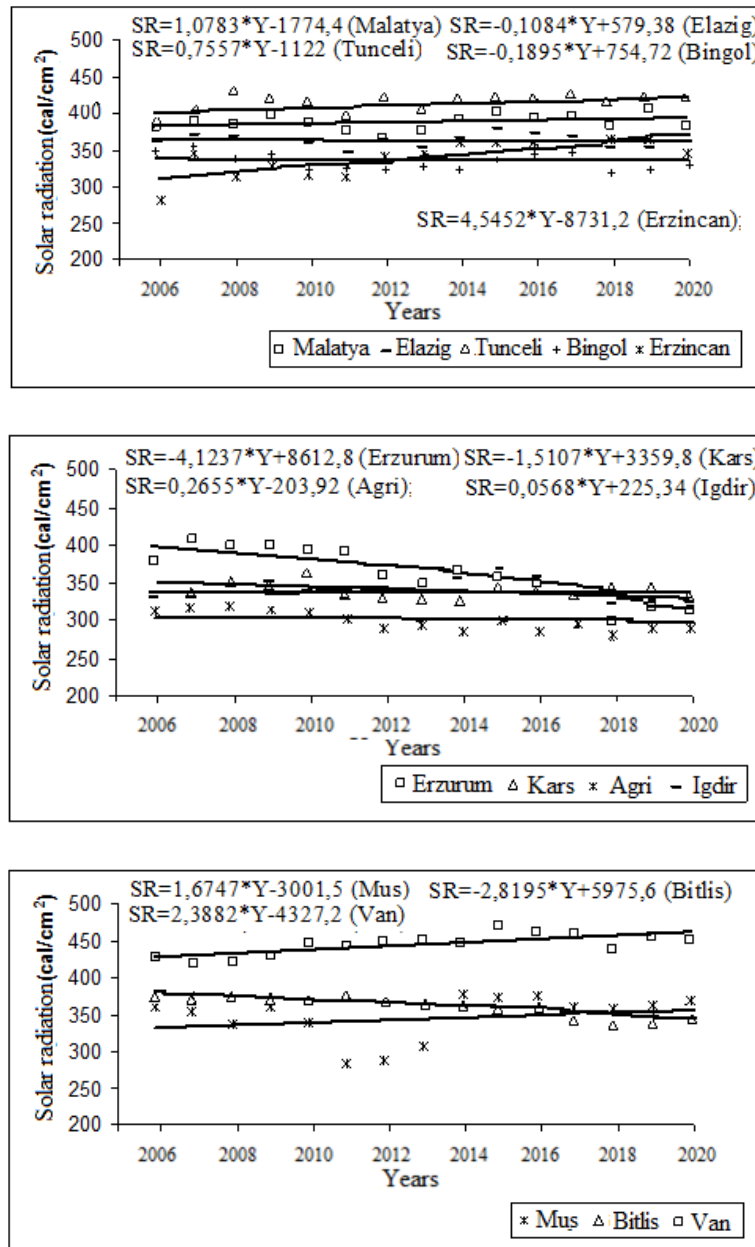 SR=1,0783*Y-1774,4 (Malatya) SR=-0,1084*Y+579,38 (Elazig)
SR=0,7557*Y-1122 (Tunceli) SR=-0,1895*Y+754,72 (Bingol)
Solar radiation(cal/cm²)
500
450
400
350
300
250
200
SR=4,5452*Y-8731,2 (Erzincan);
2006 2008 2010 2012 2014 2016 2018 2020
Years
Malatya Elazig Tunceli Bingol Erzincan
SR=-4,1237*Y+8612,8 (Erzurum) SR=-1,5107*Y+3359,8 (Kars)
SR=0,2655*Y-203,92 (Agri); SR=0,0568*Y+225,34 (Igdir)
Solar radiation(cal/cm²)
500
450
400
350
300
250
200
2006 2008 2010 2012 2014 2016 2018 2020
Years
Erzurum Kars Agri Igdir
SR=1,6747*Y-3001,5 (Mus) SR=-2,8195*Y+5975,6 (Bitlis)
SR=2,3882*Y-4327,2 (Van)
Solar radiation (cal/cm²)
500
450
400
350
300
250
200
2006 2008 2010 2012 2014 2016 2018 2020
Years
Muş Bitlis Van